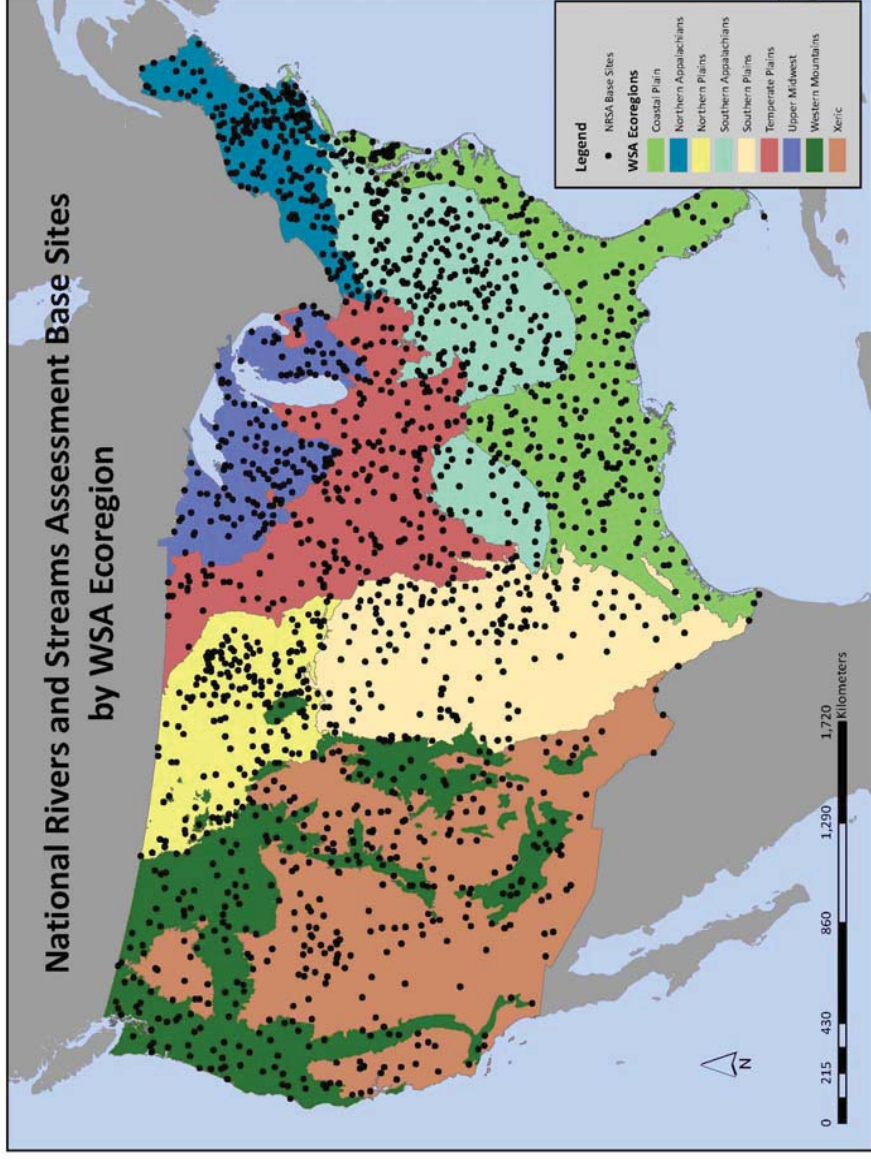 National Rivers and Streams Assessment Base Sites
by WSA Ecoregion
Legend
NRSA Base Sites
WSA Ecoregions
Coastal Plain
Northern Appalachians
Northern Plains
Southern Appalachians
Southern Plains
Temperate Plains
Upper Midwest
Western Mountains
Xeric
N
0 215 430 860 1,290 1,720
Kilometers